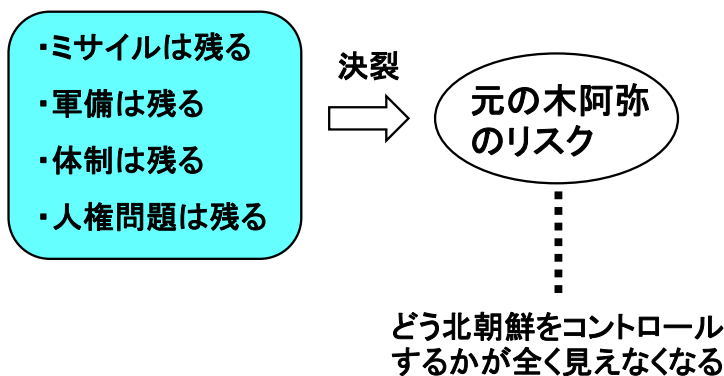 ・ミサイルは残る
・軍備は残る
・体制は残る
・人権問題は残る
決裂
元の木阿弥
のリスク
どう北朝鮮をコントロール
するかが全く見えなくなる